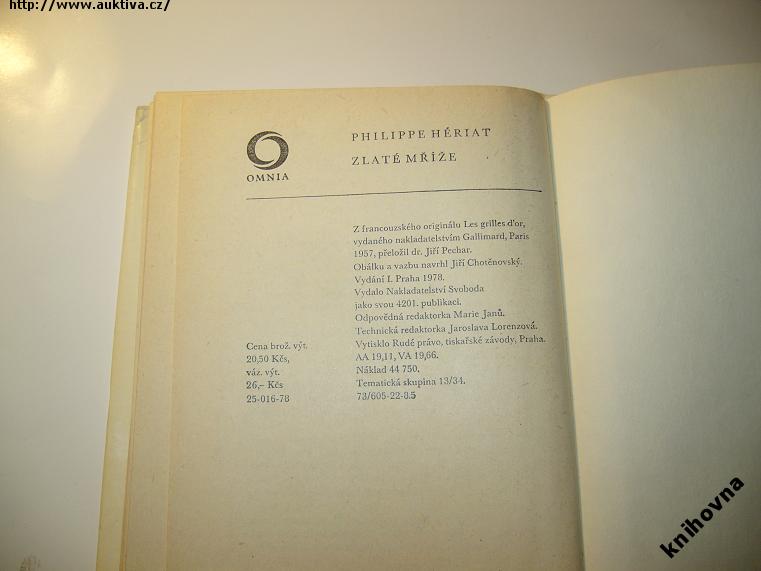 http://www.auktiva.cz/
OMNIA
PHILIPPE HÉRIAT
ZLATÉ MŘÍŽE
Z francouzského originálu Les grilles d'or,
vydaného nakladatelstvím Gallimard, Paris
1957, přeložil dr. Jiří Pechar.
Obálku a vazbu navrhl Jiří Chotěnovský.
Vydání I. Praha 1978.
Vydalo Nakladatelství Svoboda
jako svou 4201. publikaci.
Odpovědná redaktorka Marie Janů.
Technická redaktorka Jaroslava Lorenzová.
Vytisklo Rudé právo, tiskařské závody, Praha.
AA 19,11, VA 19,66.
Náklad 44 750.
Tematická skupina 13/34.
73/605-22-8.5
Cena brož. výt.
20,50 Kčs,
váz. výt.
26,– Kčs
25-016-78
knihovna